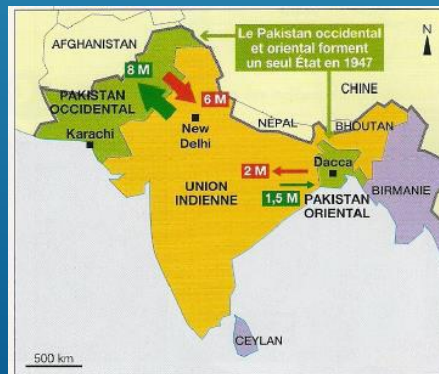 AFGHANISTAN
Le Pakistan occidental
et oriental forment
un seul État en 1947
N
8 M
CHINE
PAKISTAN
OCCIDENTAL
6 M
Karachi
New
Delhi
NÉPAL
BHOUTAN
Dacca
2 M
UNION
INDIENNE
1,5 M
PAKISTAN
ORIENTAL
BIRMANIE
CEYLAN
500 km